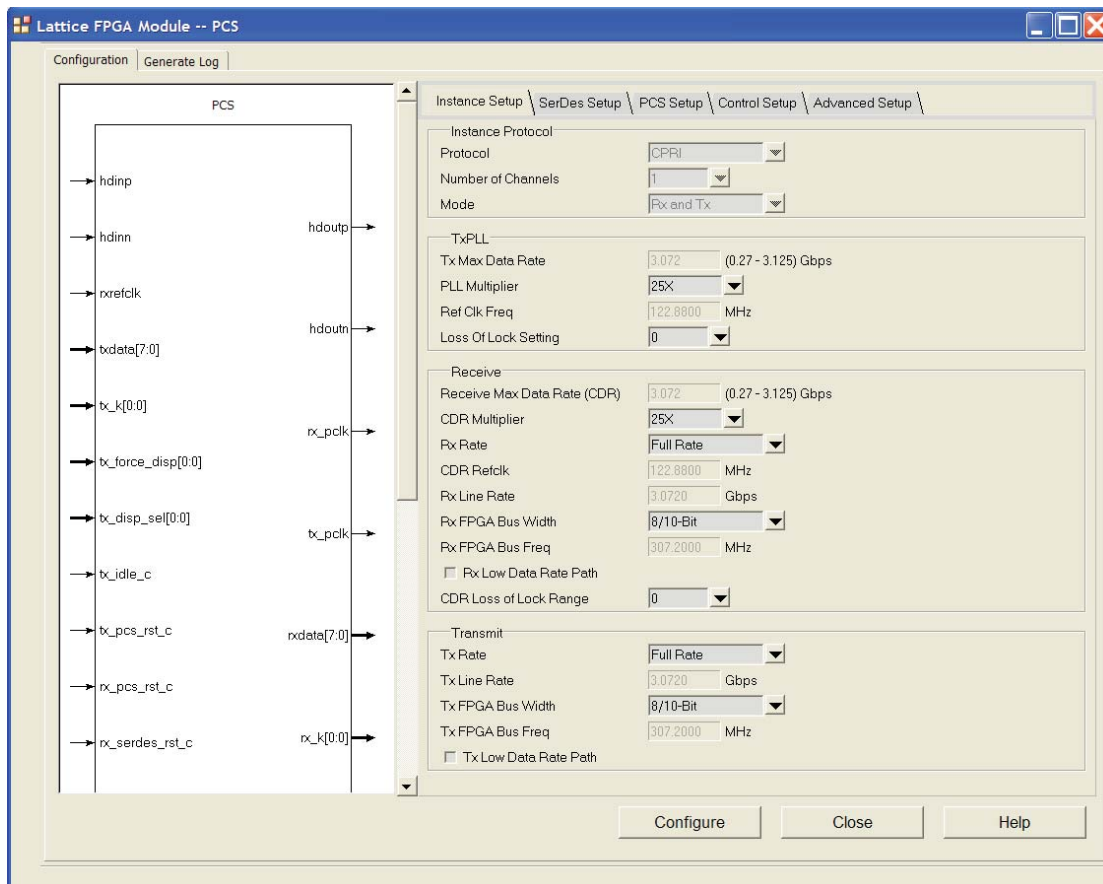 Lattice FPGA Module -- PCS
Configuration
Generate Log
PCS
hdinp
hdinn
rxrefclk
txdata[7:0]
tx_k[0:0]
tx_force_disp[0:0]
tx_disp_sel[0:0]
tx_idle_c
tx_pcs_rst_c
rx_pcs_rst_c
rx_serdes_rst_c
hdoutp
hdoutn
rx_pclk
tx_pclk
rxdata[7:0]
rx_k[0:0]
Instance Setup SerDes Setup PCS Setup Control Setup Advanced Setup
Instance Protocol
Protocol CPRI
Number of Channels 1
Mode Rx and Tx
TxPLL
Tx Max Data Rate 3.072 (0.27 - 3.125) Gbps
PLL Multiplier 25X
Ref Clk Freq 122.8800 MHz
Loss Of Lock Setting 0
Receive
Receive Max Data Rate (CDR) 3.072 (0.27 - 3.125) Gbps
CDR Multiplier 25X
Rx Rate Full Rate
CDR Refclk 122.8800 MHz
Rx Line Rate 3.0720 Gbps
Rx FPGA Bus Width 8/10-Bit
Rx FPGA Bus Freq 307.2000 MHz
Rx Low Data Rate Path
CDR Loss of Lock Range 0
Transmit
Tx Rate Full Rate
Tx Line Rate 3.0720 Gbps
Tx FPGA Bus Width 8/10-Bit
Tx FPGA Bus Freq 307.2000 MHz
Tx Low Data Rate Path
Configure Close Help